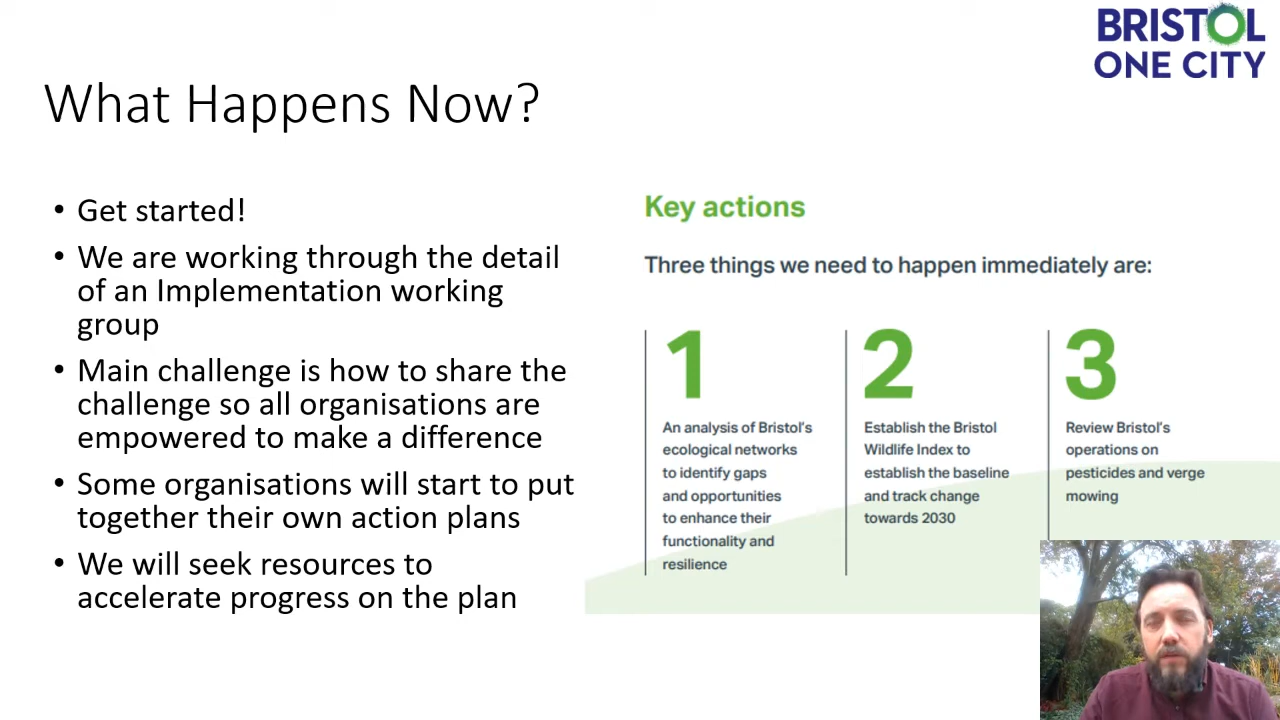 BRISTOL
ONE CITY
What Happens Now?
• Get started!
• We are working through the detail
of an Implementation working
group
• Main challenge is how to share the
challenge so all organisations are
empowered to make a difference
• Some organisations will start to put
together their own action plans
• We will seek resources to
accelerate progress on the plan
Key actions
Three things we need to happen immediately are:
1
An analysis of Bristol's
ecological networks
to identify gaps
and opportunities
to enhance their
functionality and
resilience
2
Establish the Bristol
Wildlife Index to
establish the baseline
and track change
towards 2030
3
Review Bristol's
operations on
pesticides and verge
mowing